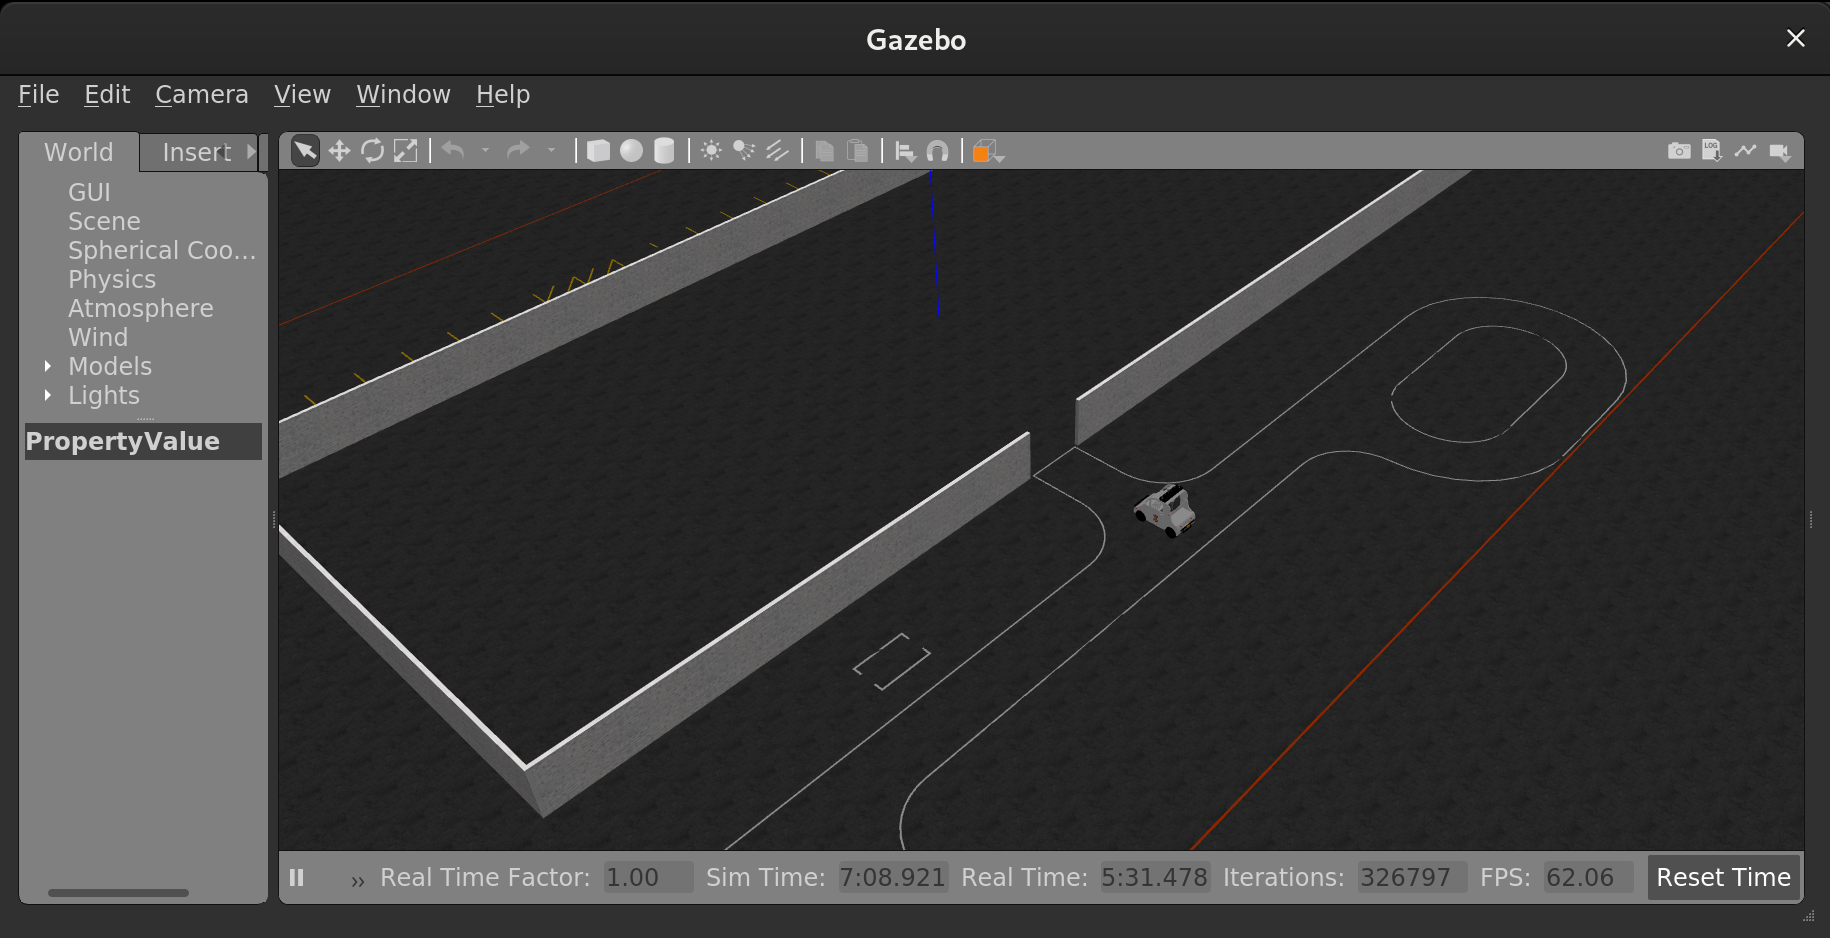 Gazebo
File Edit Camera View Window Help
World Insert
LOG
GUI
Scene
Spherical Coo...
Physics
Atmosphere
Wind
Models
Lights
PropertyValue
Real Time Factor: 1.00 Sim Time: 7:08.921 Real Time: 5:31.478 Iterations: 326797 FPS: 62.06 Reset Time